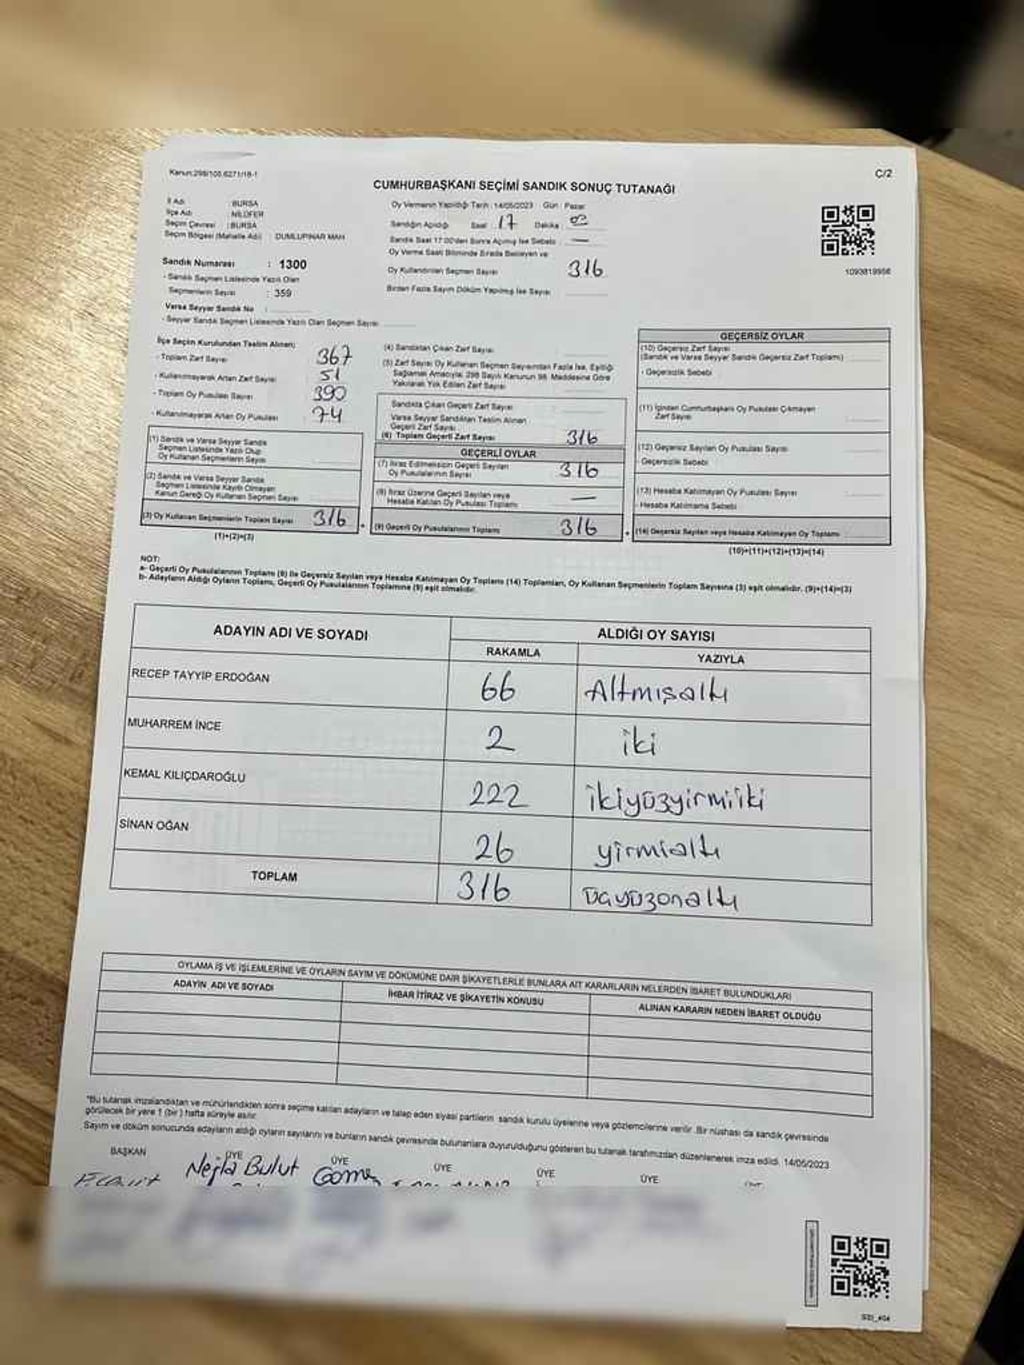 Kanun:298/105,6271/18-1
C/2
CUMHURBAŞKANI SEÇİMİ SANDIK SONUÇ TUTANAĞI
İl Adı : BURSA
İlçe Adı : NİLÜFER
Seçim Çevresi : BURSA
Seçim Bölgesi (Mahalle Adı) : DUMLUPINAR MAH
Sandık Numarası : 1300
- Sandık Seçmen Listesinde Yazılı Olan
Seçmenlerin Sayısı : 359
Varsa Seyyar Sandık No :
- Seyyar Sandık Seçmen Listesinde Yazılı Olan Seçmen Sayısı
Oy Vermenin Yapıldığı Tarih :14/05/2023 Gün : Pazar
Sandığın Açıldığı Saat : 17 Dakika
Sandık Saat 17:00'den Sonra Açılmış İse Sebebi : —
Oy Verme Saati Bitiminde Sırada Bekleyen ve
Oy Kullandırılan Seçmen Sayısı 316
Birden Fazla Sayım Döküm Yapılmış İse Sayısı
1093819956
İlçe Seçim Kurulundan Teslim Alınan;
- Toplam Zarf Sayısı 367
- Kullanılmayarak Artan Zarf Sayısı 51
- Toplam Oy Pusulası Sayısı 390
- Kullanılmayarak Artan Oy Pusulası 74
(1) Sandık ve Varsa Seyyar Sandık
Seçmen Listesinde Yazılı Olup
Oy Kullanan Seçmenlerin Sayısı
(2) Sandık ve Varsa Seyyar Sandık
Seçmen Listesinde Kayıtlı Olmayan
Kanun Gereği Oy Kullanan Seçmen Sayısı
(3) Oy Kullanan Seçmenlerin Toplam Sayısı 316
(1)+(2)=(3)
(4) Sandıktan Çıkan Zarf Sayısı
(5) Zarf Sayısı Oy Kullanan Seçmen Sayısından Fazla İse, Eşitliği
Sağlamak Amacıyla; 298 Sayılı Kanunun 98. Maddesine Göre
Yakılarak Yok Edilen Zarf Sayısı
Sandıkta Çıkan Geçerli Zarf Sayısı
Varsa Seyyar Sandıktan Teslim Alınan
Geçerli Zarf Sayısı
(6) Toplam Geçerli Zarf Sayısı 316
GEÇERLİ OYLAR
(7) İtiraz Edilmeksizin Geçerli Sayılan
Oy Pusulalarının Sayısı 316
(8) İtiraz Üzerine Geçerli Sayılan veya
Hesaba Katılan Oy Pusulası Toplamı —
(9) Geçerli Oy Pusulalarının Toplamı 316
GEÇERSİZ OYLAR
(10) Geçersiz Zarf Sayısı
(Sandık ve Varsa Seyyar Sandık Geçersiz Zarf Toplamı)
- Geçersizlik Sebebi
(11) İçinden Cumhurbaşkanı Oy Pusulası Çıkmayan
Zarf Sayısı
(12) Geçersiz Sayılan Oy Pusulası Sayısı
- Geçersizlik Sebebi
(13) Hesaba Katılmayan Oy Pusulası Sayısı
- Hesaba Katılmama Sebebi
(14) Geçersiz Sayılan veya Hesaba Katılmayan Oy Toplamı
(10)+(11)+(12)+(13)=(14)
NOT:
a- Geçerli Oy Pusulalarının Toplamı (9) ile Geçersiz Sayılan veya Hesaba Katılmayan Oy Toplamı (14) Toplamları, Oy Kullanan Seçmenlerin Toplam Sayısına (3) eşit olmalıdır. (9)+(14)=(3)
b- Adayların Aldığı Oyların Toplamı, Geçerli Oy Pusulalarının Toplamına (9) eşit olmalıdır.
ADAYIN ADI VE SOYADI
ALDIĞI OY SAYISI
RAKAMLA YAZIYLA
RECEP TAYYİP ERDOĞAN 66 Altmışaltı
MUHARREM İNCE 2 iki
KEMAL KILIÇDAROĞLU 222 ikiyüzyirmiiki
SİNAN OĞAN 26 yirmialtı
TOPLAM 316 üçyüzonaltı
OYLAMA İŞ VE İŞLEMLERİNE VE OYLARIN SAYIM VE DÖKÜMÜNE DAİR ŞİKAYETLERLE BUNLARA AİT KARARLARIN NELERDEN İBARET BULUNDUKLARI
ADAYIN ADI VE SOYADI
İHBAR İTİRAZ VE ŞİKAYETİN KONUSU
ALINAN KARARIN NEDEN İBARET OLDUĞU
*Bu tutanak imzalandıktan ve mühürlendikten sonra seçime katılan adayların ve talep eden siyasi partilerin sandık kurulu üyelerine veya gözlemcilerine verilir. Bir nüshası da sandık çevresinde
görülecek bir yere 1 (bir) hafta süreyle asılır.
Sayım ve döküm sonucunda adayların aldığı oyların sayılarını ve bunların sandık çevresinde bulunanlara duyurulduğunu gösteren bu tutanak tarafımızdan düzenlenerek imza edildi. 14/05/2023
BAŞKAN ÜYE ÜYE ÜYE ÜYE ÜYE
Nejla Bulut